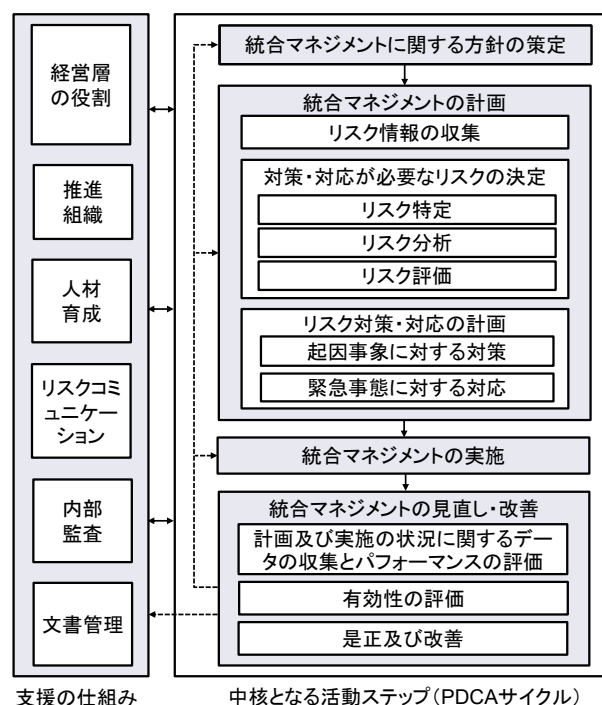 経営層
の役割
推進
組織
人材
育成
リスクコミ
ュニケー
ション
内部
監査
文書管理
支援の仕組み
統合マネジメントに関する方針の策定
統合マネジメントの計画
リスク情報の収集
対策・対応が必要なリスクの決定
リスク特定
リスク分析
リスク評価
リスク対策・対応の計画
起因事象に対する対策
緊急事態に対する対応
統合マネジメントの実施
統合マネジメントの見直し・改善
計画及び実施の状況に関するデー
タの収集とパフォーマンスの評価
有効性の評価
是正及び改善
中核となる活動ステップ(PDCAサイクル)